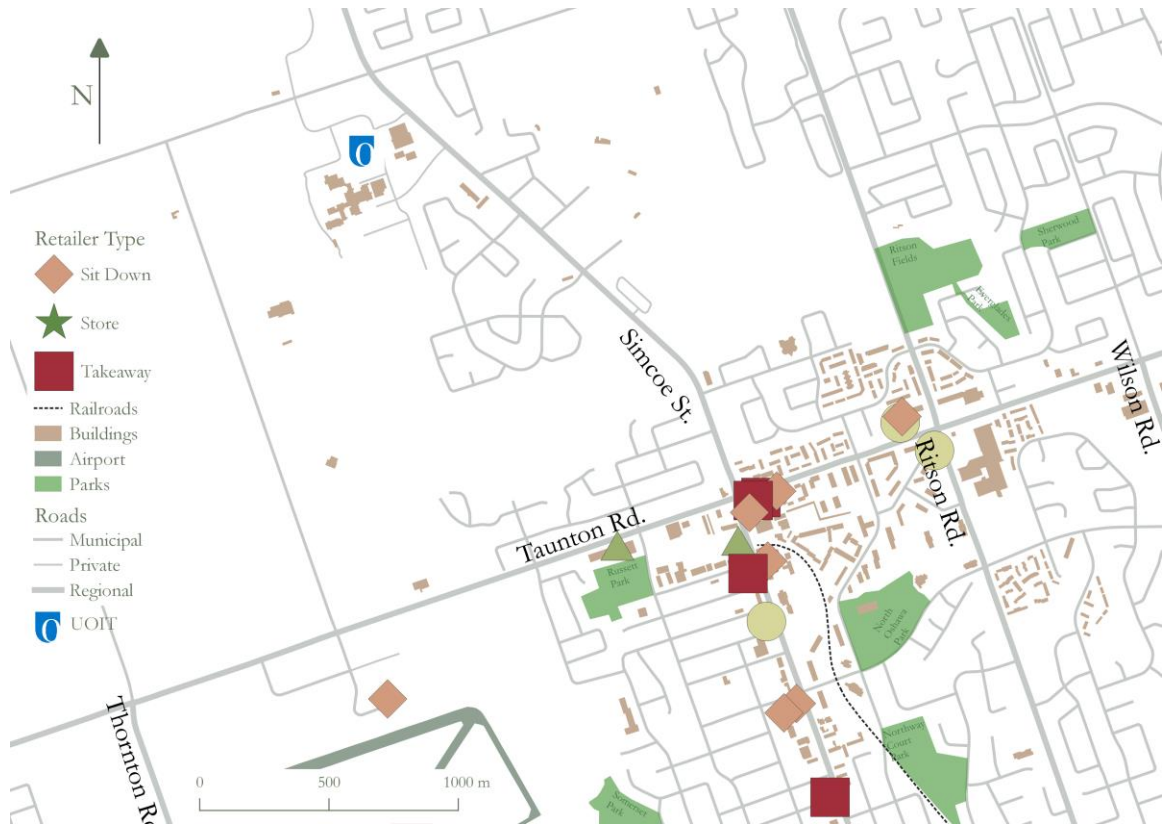 N
Retailer Type
Sit Down
Store
Takeaway
Railroads
Buildings
Airport
Parks
Roads
Municipal
Private
Regional
UOIT
Ritson
Fields
Sherwood
Park
Everglades
Park
Simcoe St.
Wilson Rd.
Ritson Rd.
Taunton Rd.
Russett
Park
North
Oshawa
Park
Northway
Court
Park
Somerset
Park
Thornton Rd
0
500
1000 m